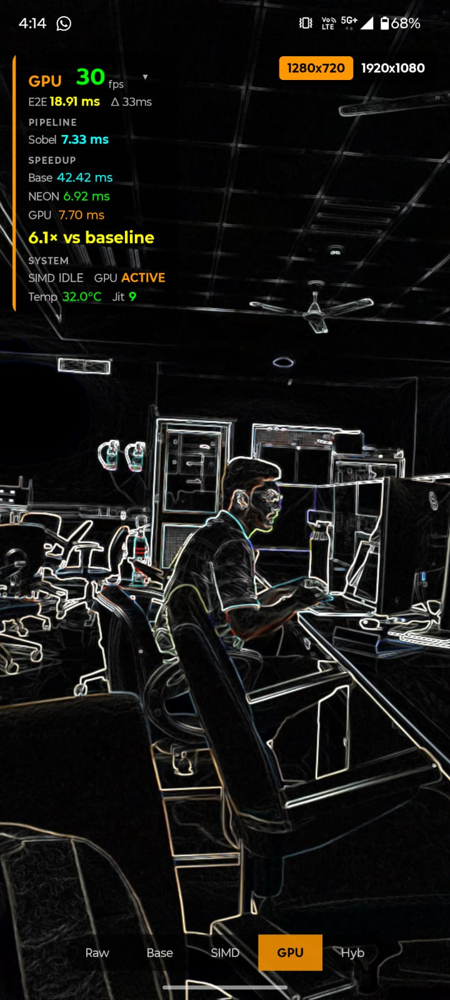 4:14 Vo LTE 5G+ 68%
1280x720 1920x1080
GPU 30 fps ▼
E2E 18.91 ms Δ 33ms
PIPELINE
Sobel 7.33 ms
SPEEDUP
Base 42.42 ms
NEON 6.92 ms
GPU 7.70 ms
6.1× vs baseline
SYSTEM
SIMD IDLE GPU ACTIVE
Temp 32.0°C Jit 9
Raw Base SIMD GPU Hyb